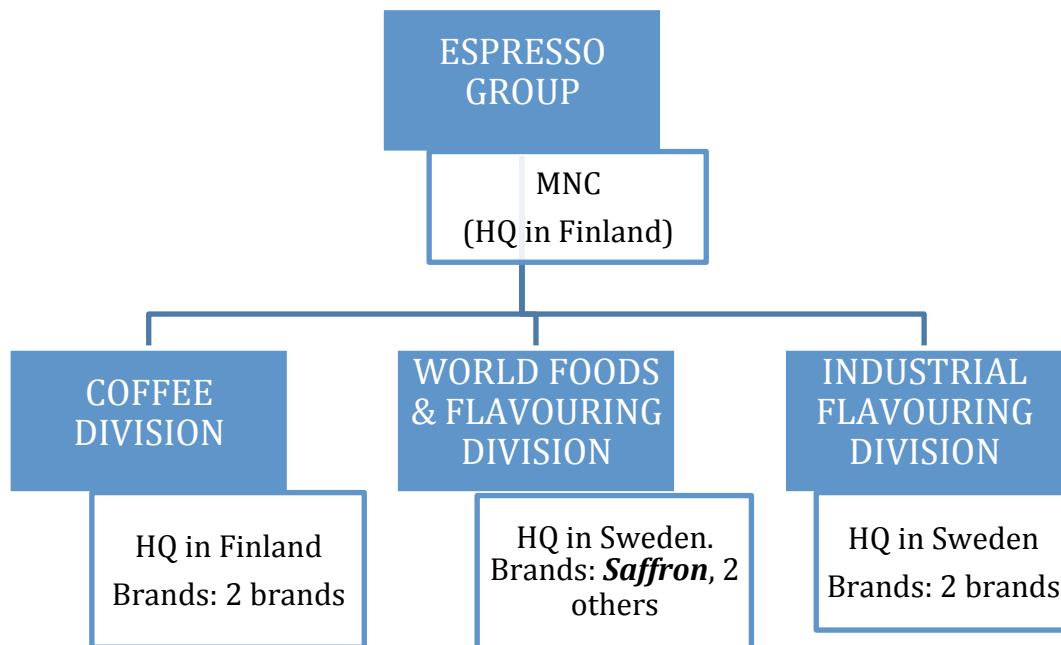 ESPRESSO
GROUP
MNC
(HQ in Finland)
COFFEE
DIVISION
HQ in Finland
Brands: 2 brands
WORLD FOODS
& FLAVOURING
DIVISION
HQ in Sweden.
Brands: Saffron, 2
others
INDUSTRIAL
FLAVOURING
DIVISION
HQ in Sweden
Brands: 2 brands